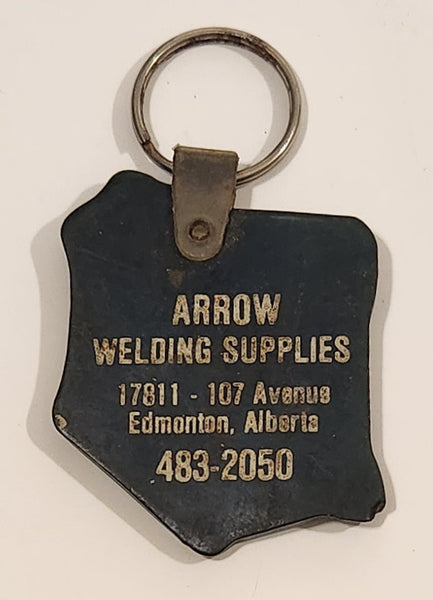 ARROW
WELDING SUPPLIES
17811 - 107 Avenue
Edmonton, Alberta
483-2050